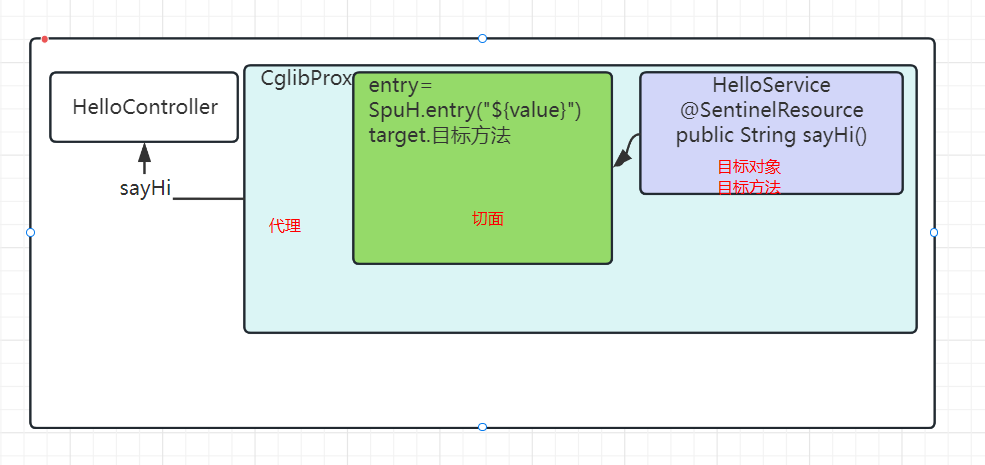 HelloController
sayHi
CglibProx
代理
entry=
SpuH.entry("${value}")
target.目标方法
切面
HelloService
@SentinelResource
public String sayHi()
目标对象
目标方法